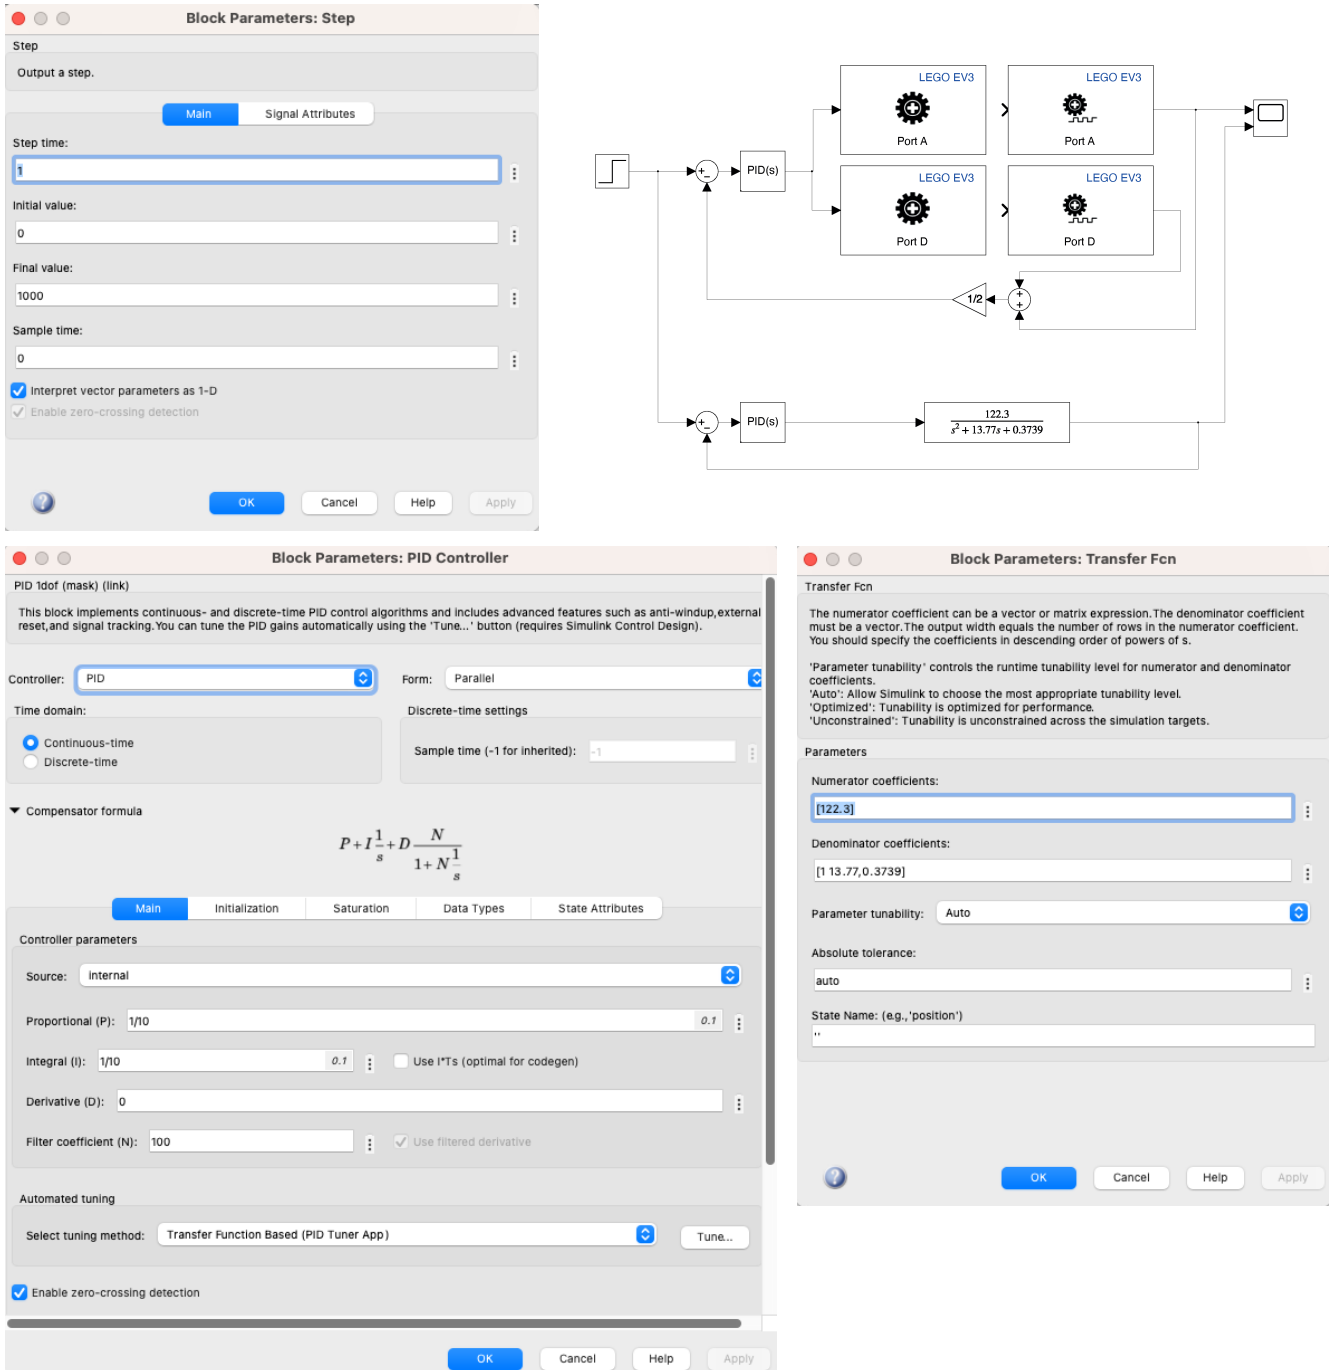 Block Parameters: Step
Step
Output a step.
Main
Signal Attributes
Step time:
1
Initial value:
0
Final value:
1000
Sample time:
0
Interpret vector parameters as 1-D
Enable zero-crossing detection
?
OK
Cancel
Help
Apply
LEGO EV3
Port A
LEGO EV3
Port A
+
−
PID(s)
LEGO EV3
Port D
LEGO EV3
Port D
1/2
+
+
+
−
PID(s)
122.3
s² + 13.77s + 0.3739
Block Parameters: PID Controller
PID 1dof (mask) (link)
This block implements continuous- and discrete-time PID control algorithms and includes advanced features such as anti-windup,external
reset,and signal tracking.You can tune the PID gains automatically using the 'Tune...' button (requires Simulink Control Design).
Controller: PID
Form: Parallel
Time domain:
Continuous-time
Discrete-time
Discrete-time settings
Sample time (-1 for inherited): -1
Compensator formula
P + I 1/s + D N/(1 + N 1/s)
Main
Initialization
Saturation
Data Types
State Attributes
Controller parameters
Source: internal
Proportional (P): 1/10 0.1
Integral (I): 1/10 0.1
Use I*Ts (optimal for codegen)
Derivative (D): 0
Filter coefficient (N): 100
Use filtered derivative
Automated tuning
Select tuning method: Transfer Function Based (PID Tuner App)
Tune...
Enable zero-crossing detection
OK
Cancel
Help
Apply
Block Parameters: Transfer Fcn
Transfer Fcn
The numerator coefficient can be a vector or matrix expression.The denominator coefficient
must be a vector.The output width equals the number of rows in the numerator coefficient.
You should specify the coefficients in descending order of powers of s.
'Parameter tunability' controls the runtime tunability level for numerator and denominator
coefficients.
'Auto': Allow Simulink to choose the most appropriate tunability level.
'Optimized': Tunability is optimized for performance.
'Unconstrained': Tunability is unconstrained across the simulation targets.
Parameters
Numerator coefficients:
[122.3]
Denominator coefficients:
[1 13.77,0.3739]
Parameter tunability: Auto
Absolute tolerance:
auto
State Name: (e.g.,'position')
''
?
OK
Cancel
Help
Apply